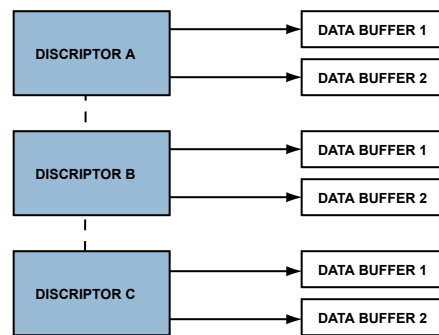 DISCRIPTOR A
DATA BUFFER 1
DATA BUFFER 2
DISCRIPTOR B
DATA BUFFER 1
DATA BUFFER 2
DISCRIPTOR C
DATA BUFFER 1
DATA BUFFER 2